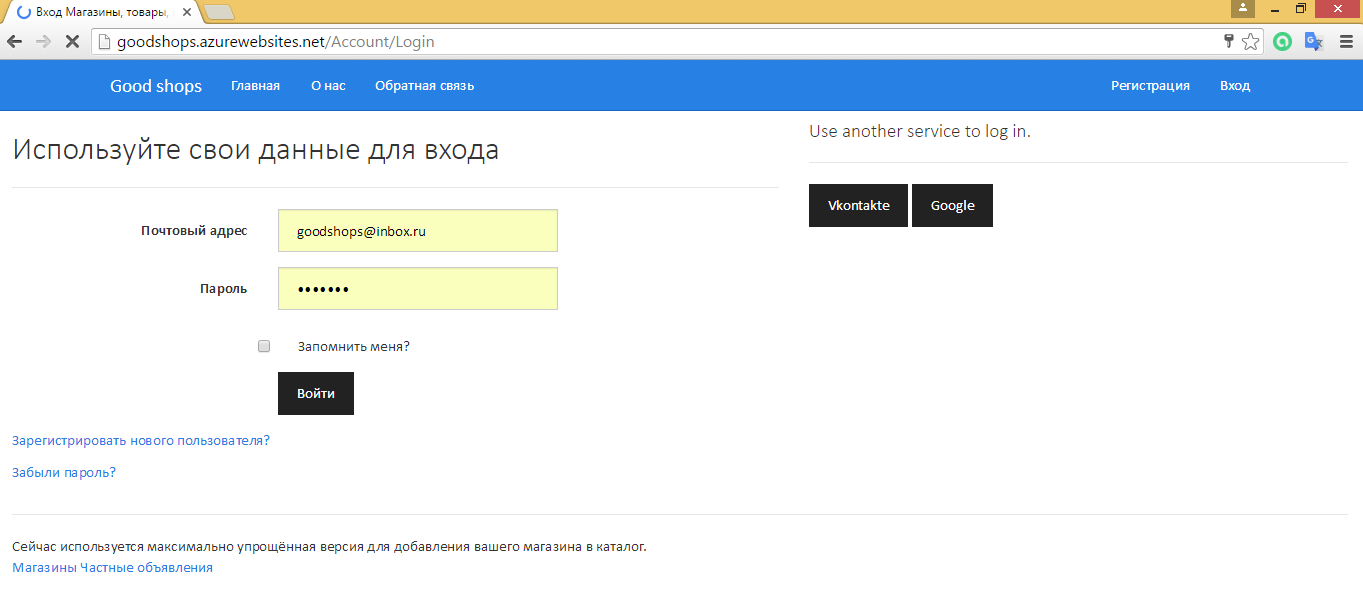 Вход Магазины, товары,
goodshops.azurewebsites.net/Account/Login
Good shops Главная О нас Обратная связь Регистрация Вход
Используйте свои данные для входа
Почтовый адрес goodshops@inbox.ru
Пароль •••••••
Запомнить меня?
Войти
Зарегистрировать нового пользователя?
Забыли пароль?
Use another service to log in.
Vkontakte Google
Сейчас используется максимально упрощённая версия для добавления вашего магазина в каталог.
Магазины Частные объявления